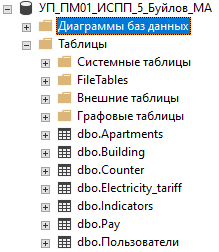 УП_ПМ01_ИСПП_5_Буйлов_МА
Диаграммы баз данных
Таблицы
Системные таблицы
FileTables
Внешние таблицы
Графовые таблицы
dbo.Apartments
dbo.Building
dbo.Counter
dbo.Electricity_tariff
dbo.Indicators
dbo.Pay
dbo.Пользователи